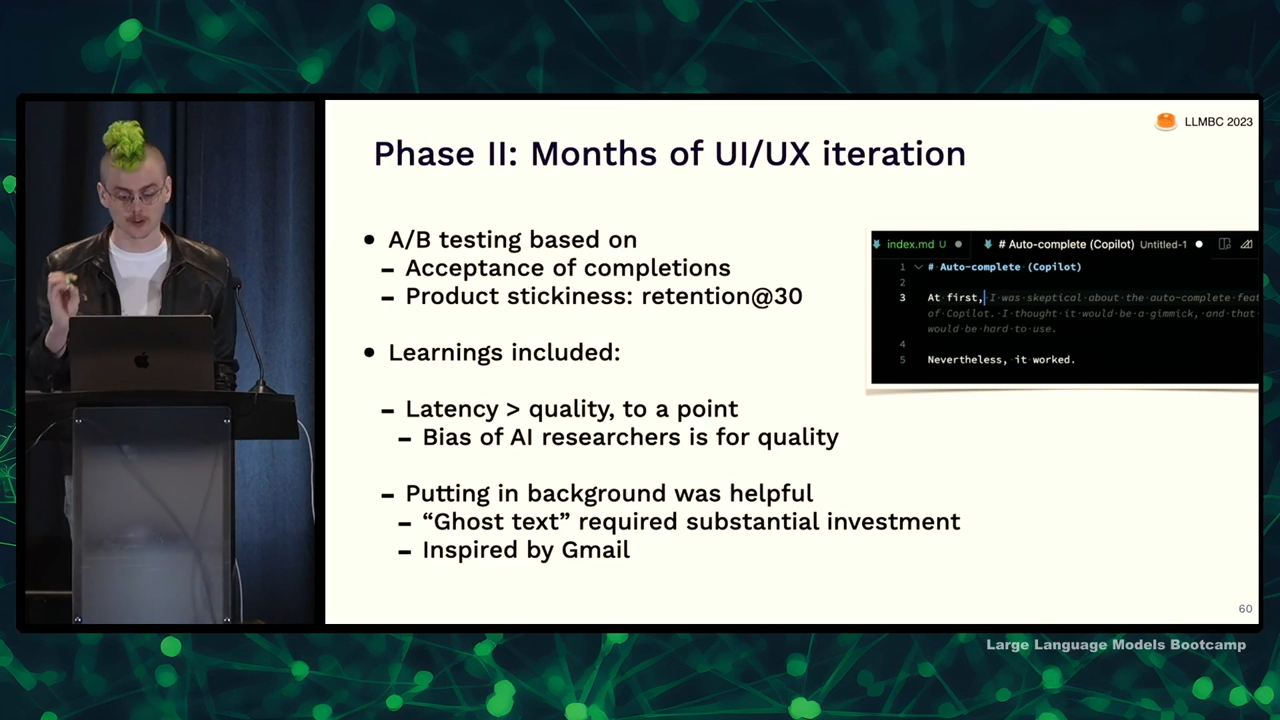 LLMBC 2023
Phase II: Months of UI/UX iteration
• A/B testing based on
– Acceptance of completions
– Product stickiness: retention@30
• Learnings included:
– Latency > quality, to a point
– Bias of AI researchers is for quality
– Putting in background was helpful
– “Ghost text” required substantial investment
– Inspired by Gmail
index.md U # Auto-complete (Copilot) Untitled-1
1 # Auto-complete (Copilot)
2
3 At first, I·was·skeptical·about·the·auto-complete·feat
of·Copilot.·I·thought·it·would·be·a·gimmick,·and·that
would·be·hard·to·use.
4
5 Nevertheless,·it·worked.
60
Large Language Models Bootcamp